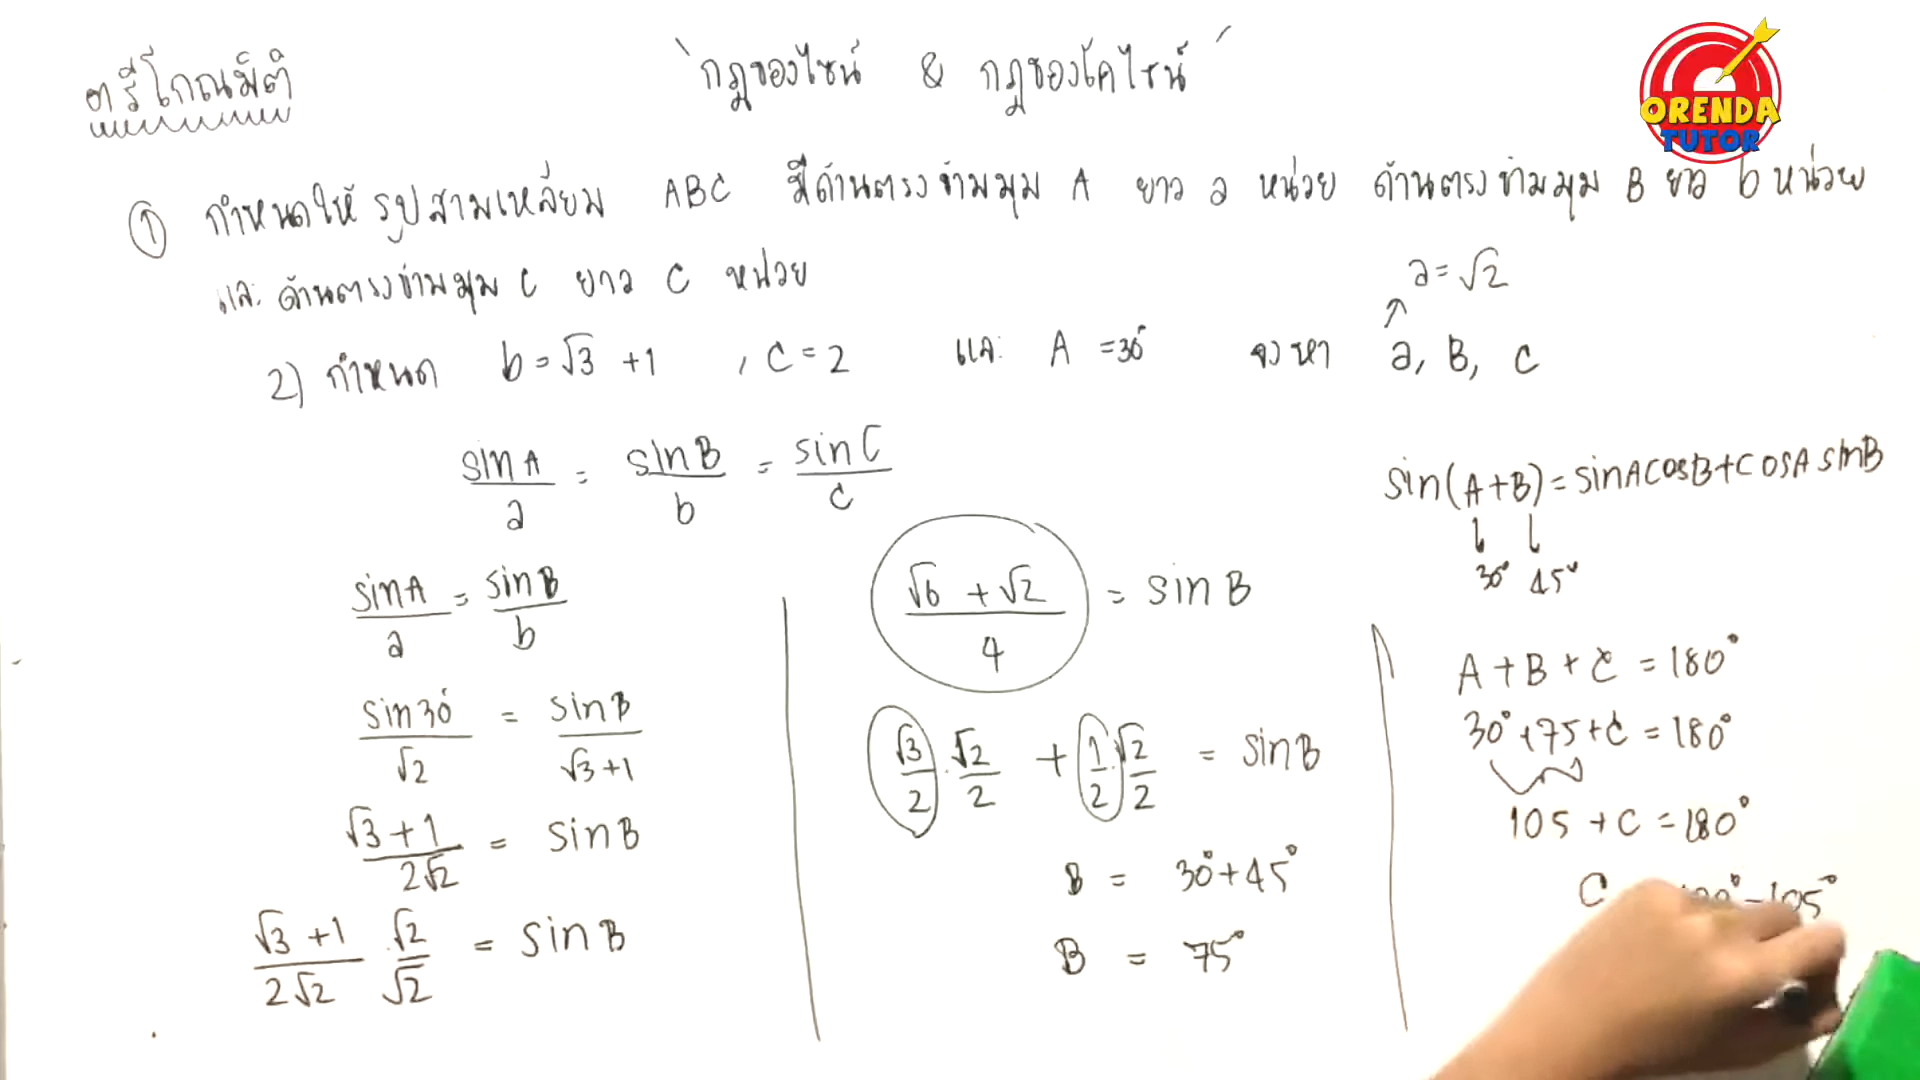 ตรีโกณมิติ
"กฎของไซน์ & กฎของโคไซน์"
ORENDA
TUTOR
① กำหนดให้ รูปสามเหลี่ยม ABC มีด้านตรงข้ามมุม A ยาว a หน่วย ด้านตรงข้ามมุม B ยาว b หน่วย
และ ด้านตรงข้ามมุม C ยาว C หน่วย
a = √2
2) กำหนด b = √3 + 1 , C = 2 และ A = 30° จงหา a, B, C
sinA/a = sinB/b = sinC/c
sin(A+B) = sinAcosB+cosAsinB
30° 45°
sinA/a = sinB/b
sin30°/√2 = sinB/√3+1
√3+1/2√2 = sinB
√3+1/2√2 · √2/√2 = sinB
√6 + √2/4 = sinB
√3/2 · √2/2 + 1/2 · √2/2 = sinB
B = 30°+45°
B = 75°
A + B + C = 180°
30° + 75 + C = 180°
105 + C = 180°
C -105°